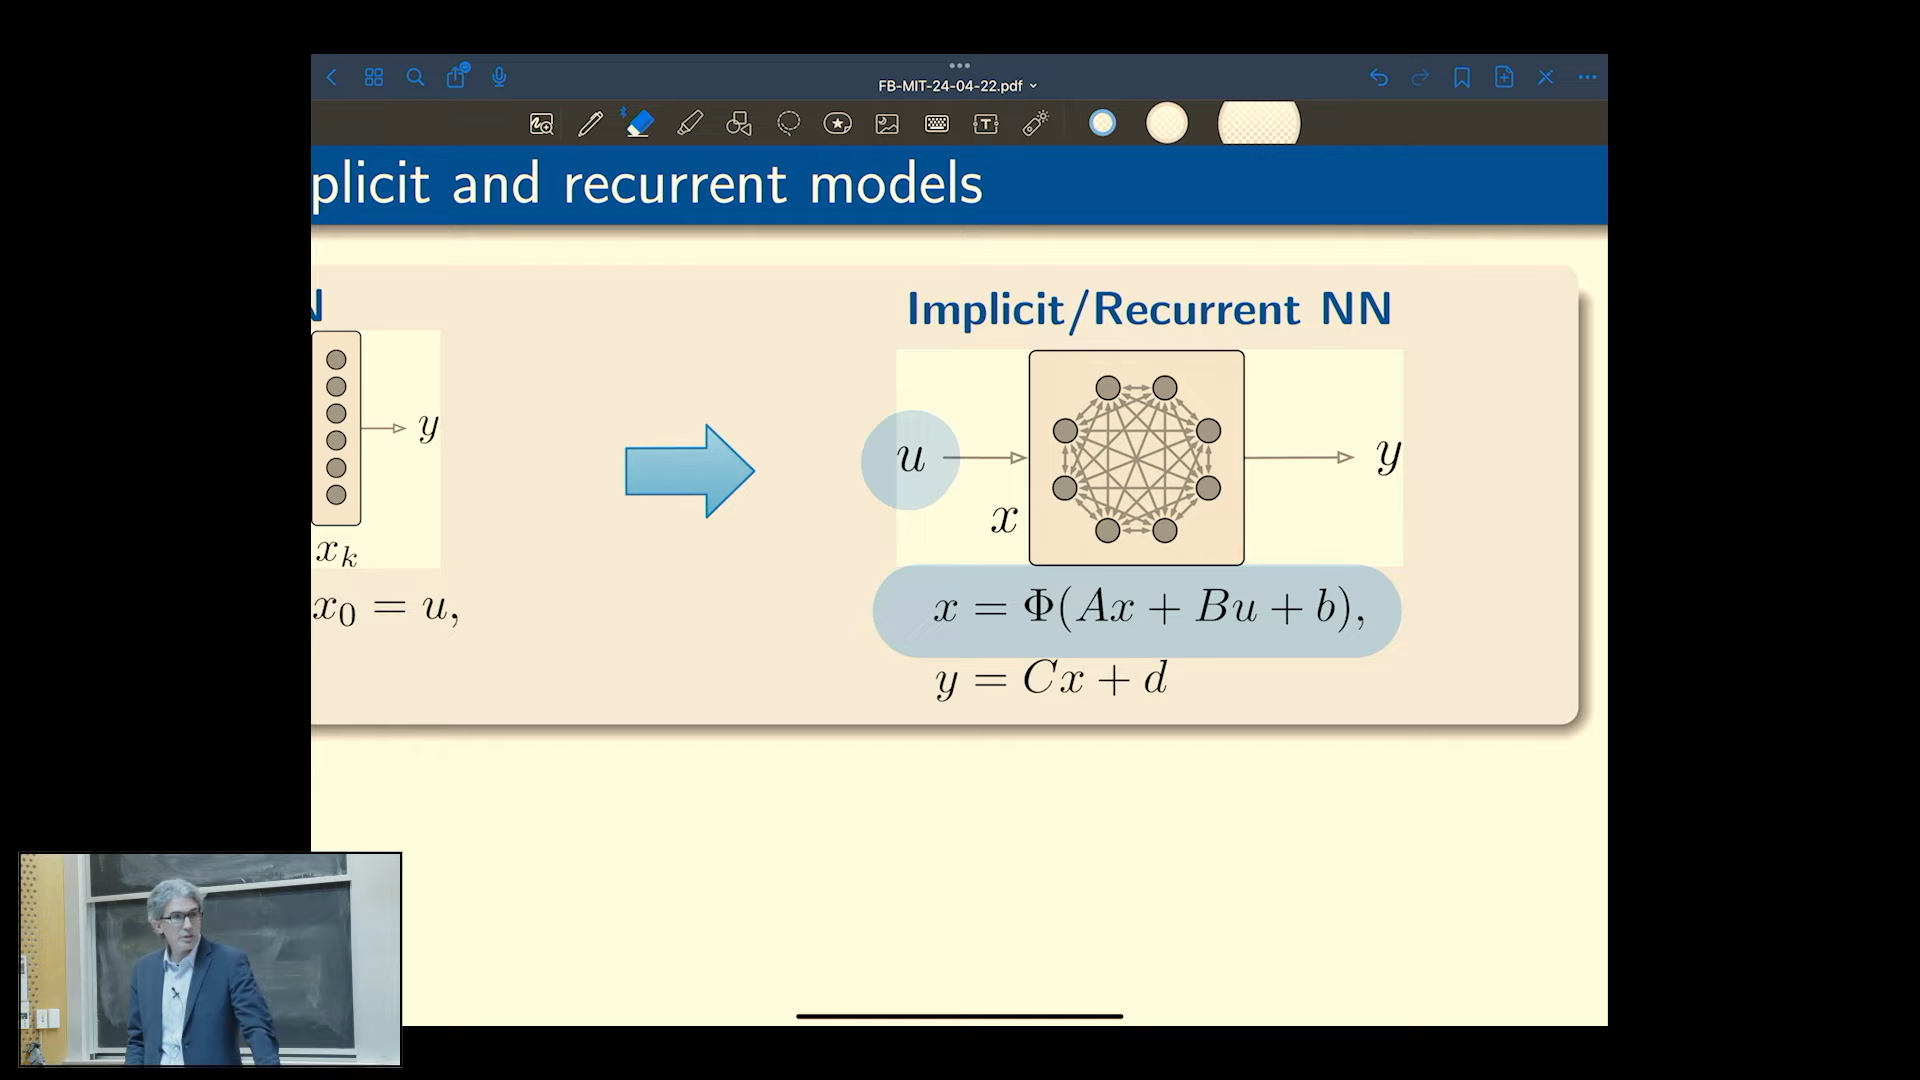 FB-MIT-24-04-22.pdf
plicit and recurrent models
N
Implicit/Recurrent NN
y
u
y
x
x_k
x_0 = u,
x = Φ(Ax + Bu + b),
y = Cx + d